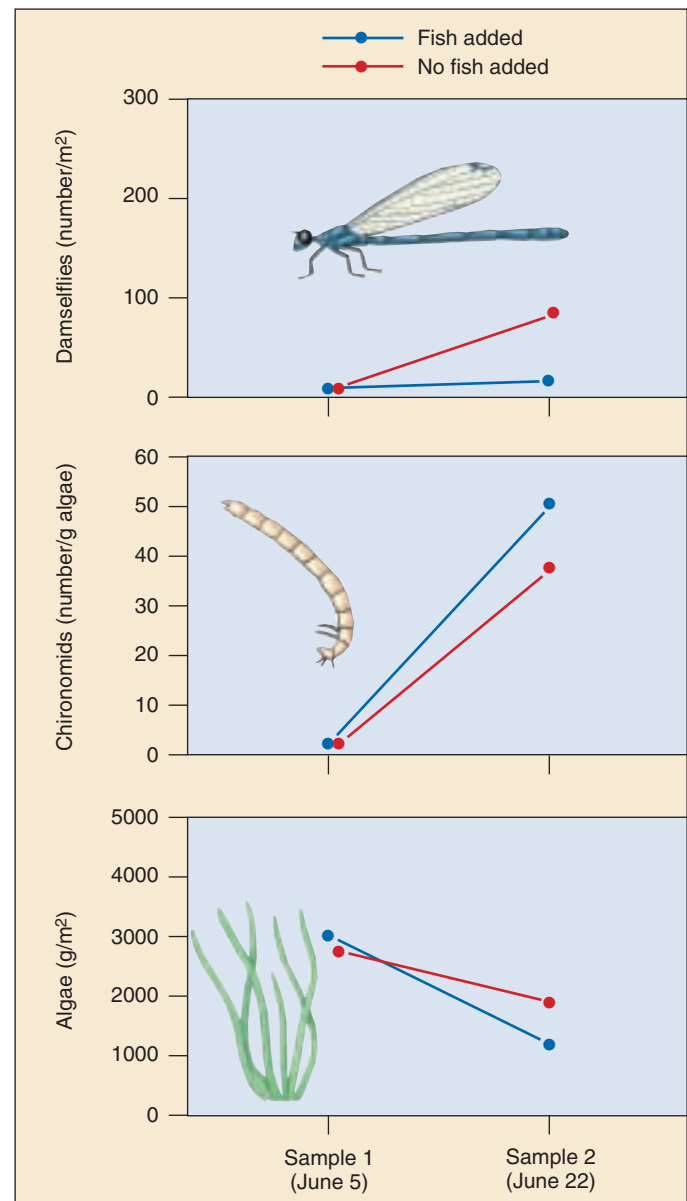 Fish added
No fish added
Damselflies (number/m²)
300
200
100
0
Chironomids (number/g algae)
60
50
40
30
20
10
0
Algae (g/m²)
5000
4000
3000
2000
1000
0
Sample 1
(June 5)
Sample 2
(June 22)